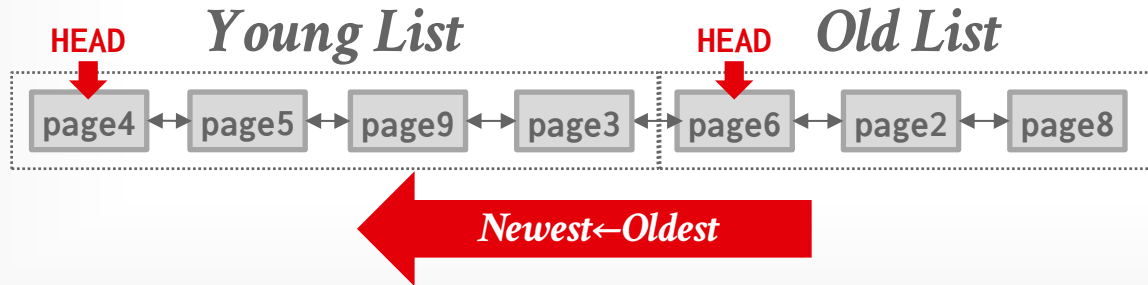 Young List
Old List
HEAD
HEAD
page4
page5
page9
page3
page6
page2
page8
Newest←Oldest